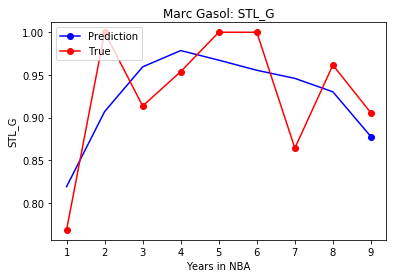 Marc Gasol: STL_G
Prediction
True
1.00
0.95
0.90
0.85
0.80
STL_G
1 2 3 4 5 6 7 8 9
Years in NBA